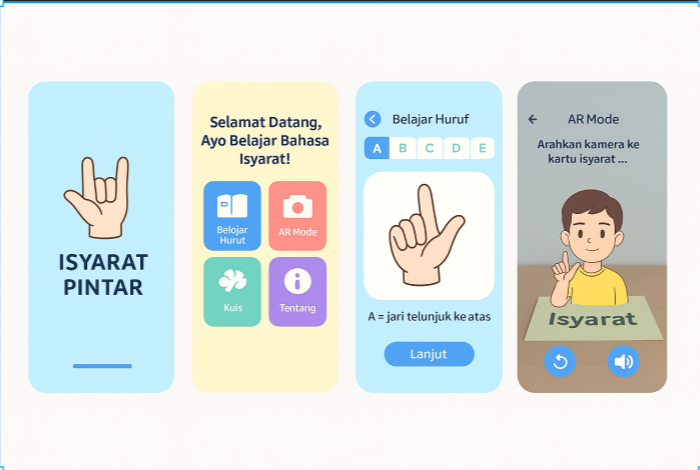 ISYARAT
PINTAR
Selamat Datang,
Ayo Belajar Bahasa
Isyarat!
Belajar
Hurut
AR Mode
Kuis
Tentang
Belajar Huruf
A B C D E
A = jari telunjuk ke atas
Lanjut
AR Mode
Arahkan kamera ke
kartu isyarat ...
Isyarat